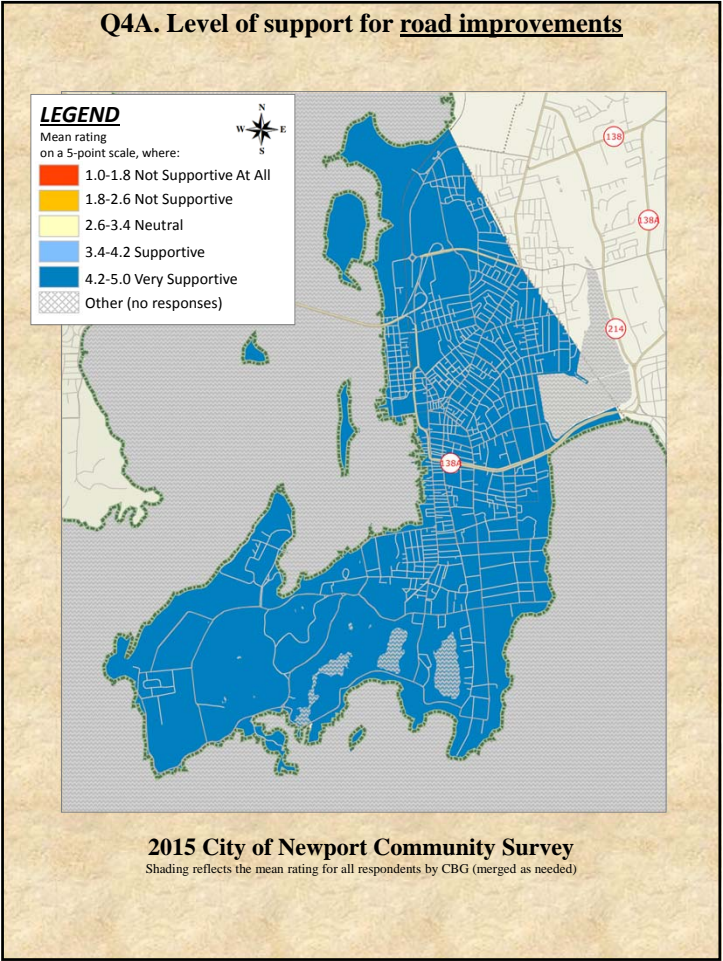 Q4A. Level of support for road improvements
LEGEND
Mean rating
on a 5-point scale, where:
1.0-1.8 Not Supportive At All
1.8-2.6 Not Supportive
2.6-3.4 Neutral
3.4-4.2 Supportive
4.2-5.0 Very Supportive
Other (no responses)
N
W E
S
138
138A
214
138A
2015 City of Newport Community Survey
Shading reflects the mean rating for all respondents by CBG (merged as needed)